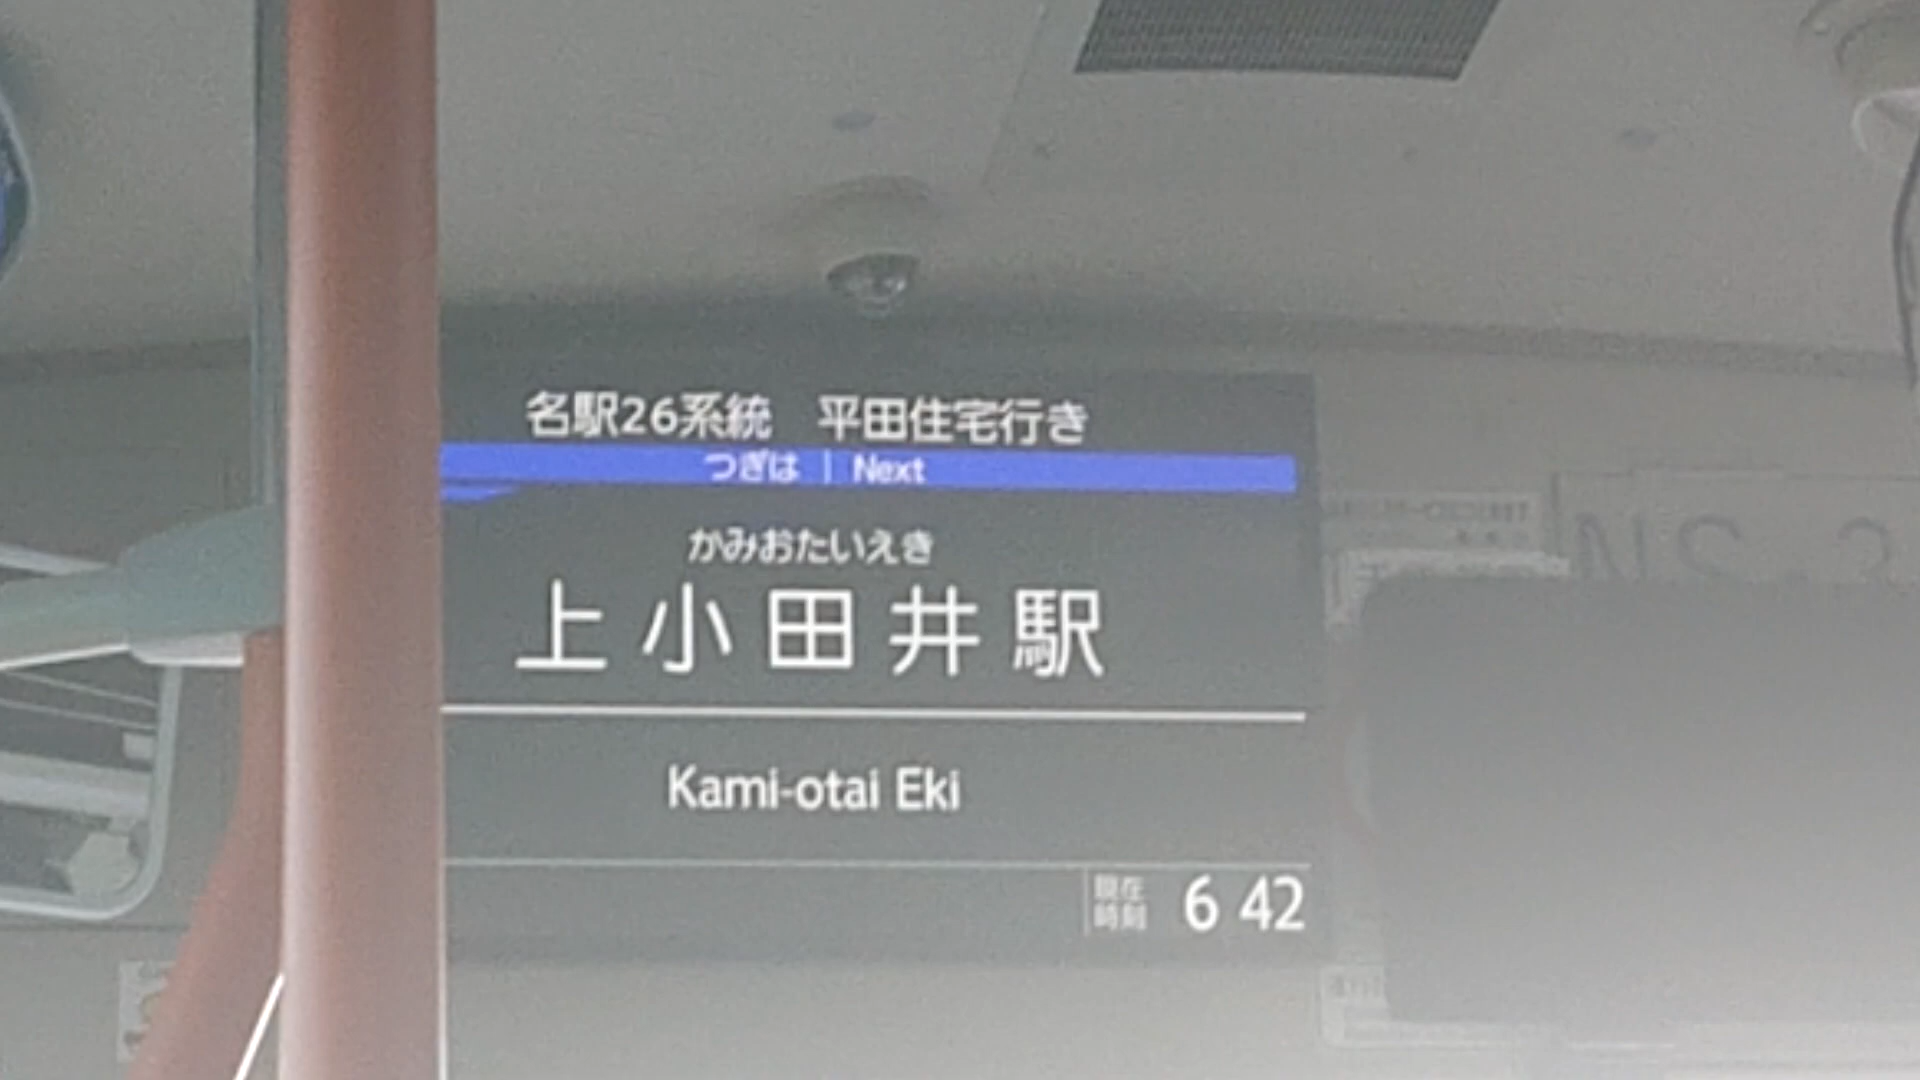 名駅26系統 平田住宅行き
つぎは | Next
かみおたいえき
上小田井駅
Kami-otai Eki
現在
時刻 6 42
NS